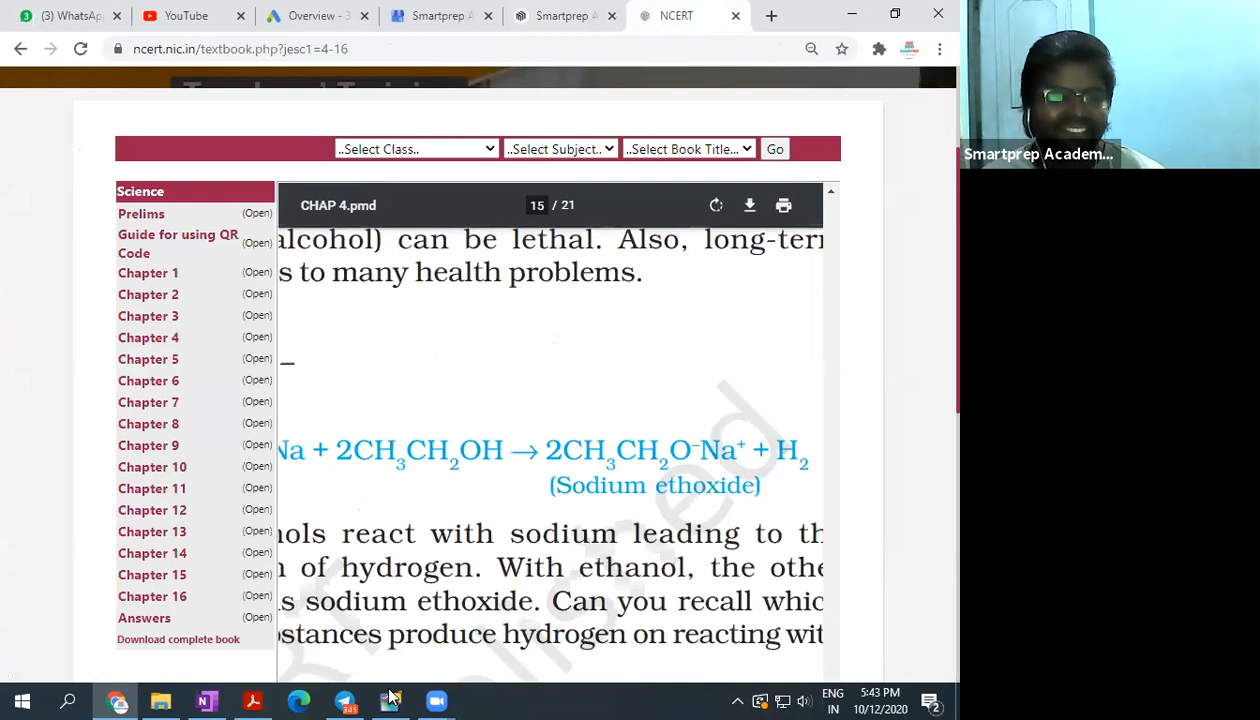 (3) WhatsApp
YouTube
Overview - 3
Smartprep A
Smartprep A
NCERT
ncert.nic.in/textbook.php?jesc1=4-16
..Select Class..
..Select Subject..
..Select Book Title...
Go
Science
Prelims (Open)
Guide for using QR Code (Open)
Chapter 1 (Open)
Chapter 2 (Open)
Chapter 3 (Open)
Chapter 4 (Open)
Chapter 5 (Open)
Chapter 6 (Open)
Chapter 7 (Open)
Chapter 8 (Open)
Chapter 9 (Open)
Chapter 10 (Open)
Chapter 11 (Open)
Chapter 12 (Open)
Chapter 13 (Open)
Chapter 14 (Open)
Chapter 15 (Open)
Chapter 16 (Open)
Answers (Open)
Download complete book
CHAP 4.pmd
15 / 21
alcohol) can be lethal. Also, long-term
s to many health problems.
–
Na + 2CH₃CH₂OH → 2CH₃CH₂O⁻Na⁺ + H₂
(Sodium ethoxide)
hols react with sodium leading to th
n of hydrogen. With ethanol, the othe
is sodium ethoxide. Can you recall whic
bstances produce hydrogen on reacting wit
Smartprep Academ...
345
ENG
IN
5:43 PM
10/12/2020
2